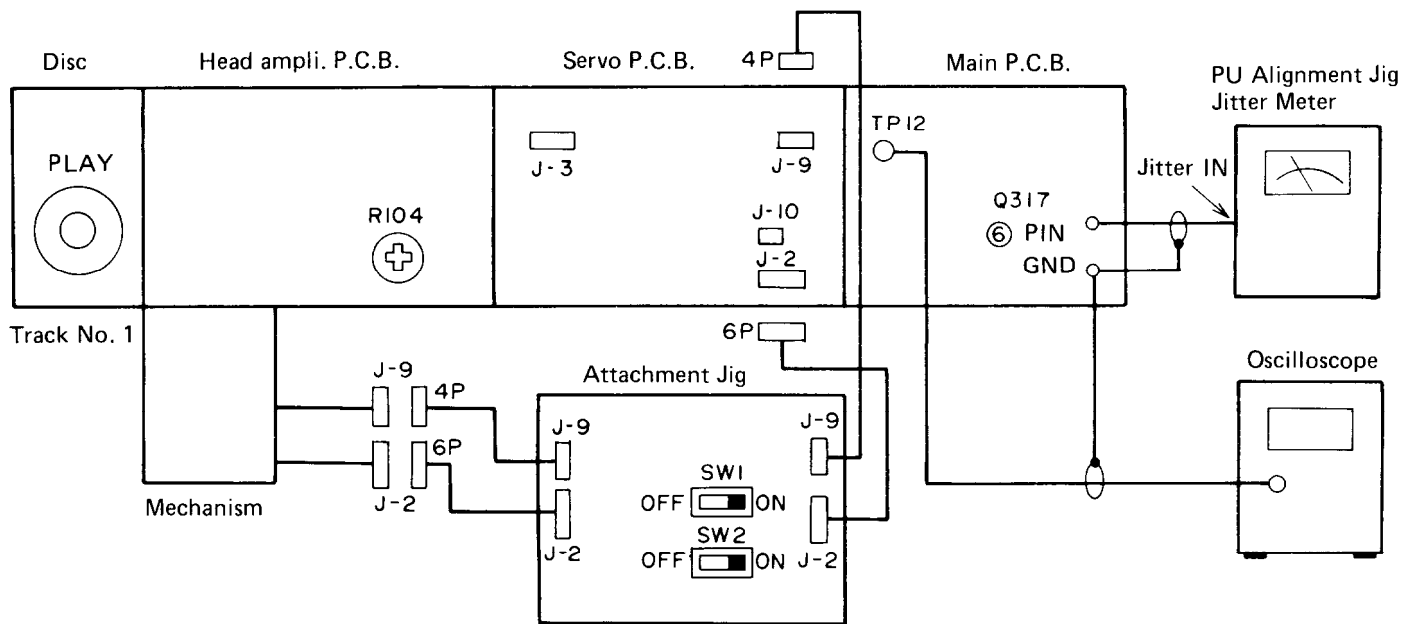 Disc
Head ampli. P.C.B.
Servo P.C.B.
4P
Main P.C.B.
PU Alignment Jig
Jitter Meter
PLAY
R104
J-3
J-9
J-10
J-2
TP12
Q317
⑥ PIN
GND
Jitter IN
Track No. 1
6P
J-9
4P
6P
J-2
Mechanism
Attachment Jig
J-9
J-2
SW1
OFF ON
SW2
OFF ON
J-9
J-2
Oscilloscope